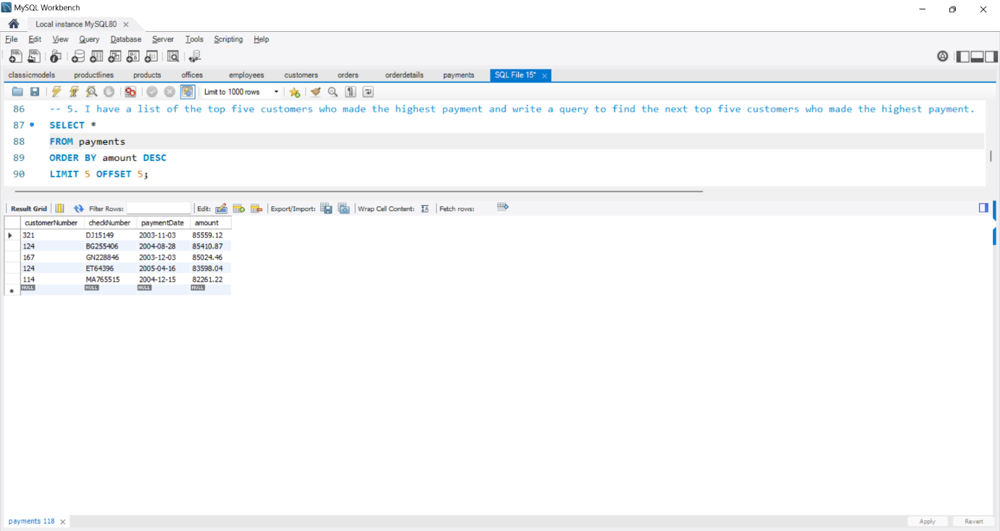 MySQL Workbench
Local instance MySQL80
File Edit View Query Database Server Tools Scripting Help
classicmodels productlines products offices employees customers orders orderdetails payments SQL File 15*
Limit to 1000 rows
86 -- 5. I have a list of the top five customers who made the highest payment and write a query to find the next top five customers who made the highest payment.
87 SELECT *
88 FROM payments
89 ORDER BY amount DESC
90 LIMIT 5 OFFSET 5;
Result Grid Filter Rows: Edit: Export/Import: Wrap Cell Content: Fetch rows:
customerNumber checkNumber paymentDate amount
321 DJ15149 2003-11-03 85559.12
124 BG255406 2004-08-28 85410.87
167 GN228846 2003-12-03 85024.46
124 ET64396 2005-04-16 83598.04
114 MA765515 2004-12-15 82261.22
NULL NULL NULL NULL
payments 118 Apply Revert